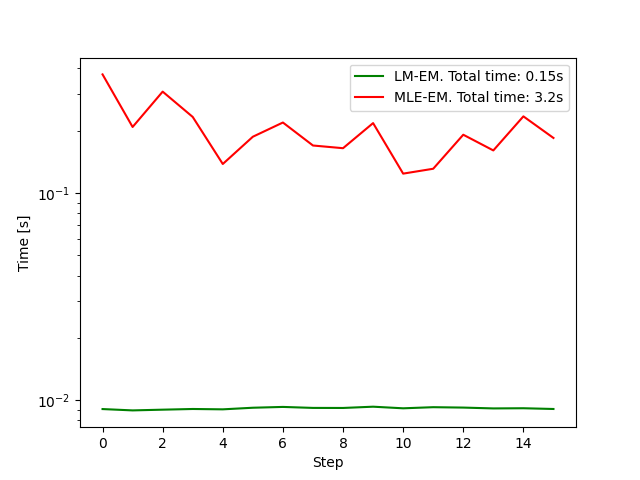 LM-EM. Total time: 0.15s
MLE-EM. Total time: 3.2s
Time [s]
10⁻¹
10⁻²
0 2 4 6 8 10 12 14
Step